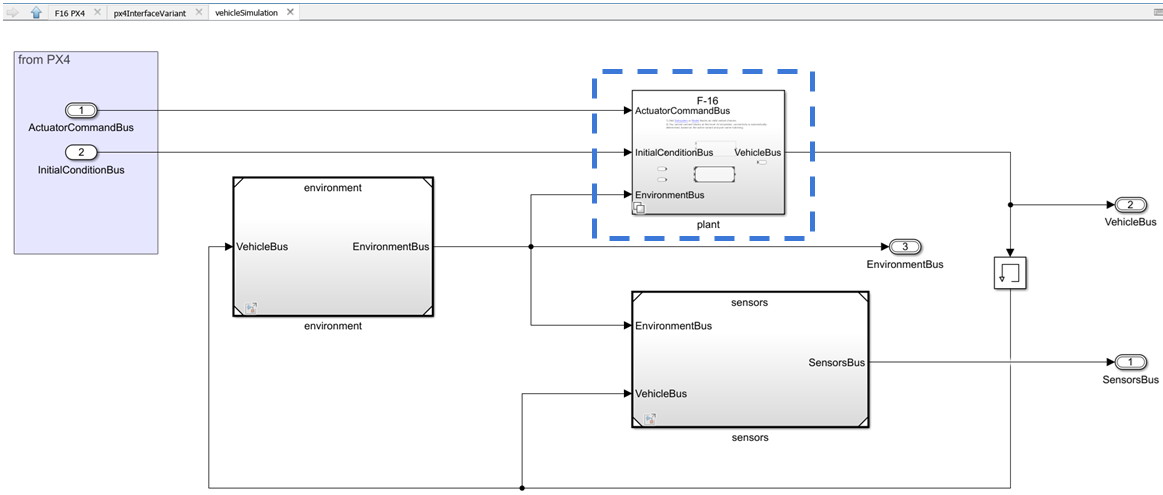 F16 PX4
px4InterfaceVariant
vehicleSimulation
from PX4
1
ActuatorCommandBus
2
InitialConditionBus
F-16
ActuatorCommandBus
InitialConditionBus
VehicleBus
EnvironmentBus
plant
environment
VehicleBus
EnvironmentBus
environment
2
VehicleBus
3
EnvironmentBus
sensors
EnvironmentBus
SensorsBus
VehicleBus
sensors
1
SensorsBus